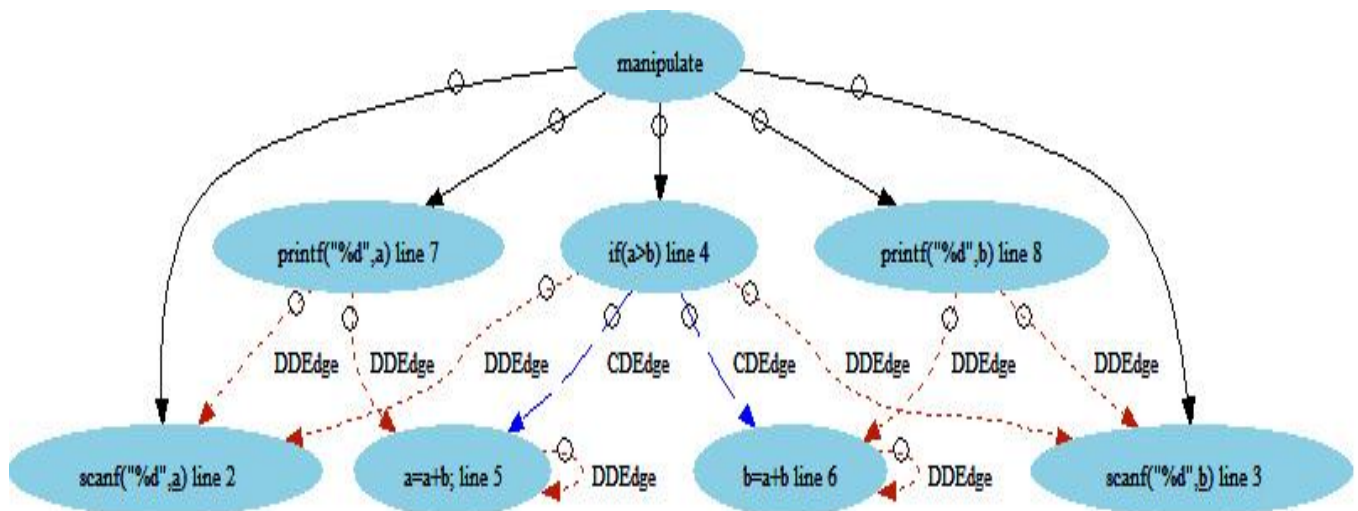 manipulate
printf("%d",a) line 7
if(a>b) line 4
printf("%d",b) line 8
DDEdge
DDEdge
DDEdge
CDEdge
CDEdge
DDEdge
DDEdge
DDEdge
scanf("%d",a) line 2
a=a+b; line 5
DDEdge
b=a+b line 6
DDEdge
scanf("%d",b) line 3